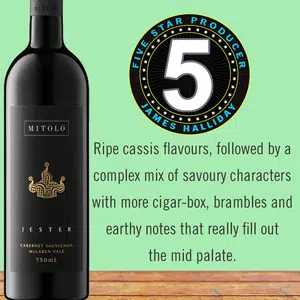 MITOLO
FIVE STAR PRODUCER
5
JAMES HALLIDAY
Ripe cassis flavours, followed by a
complex mix of savoury characters
with more cigar-box, brambles and
earthy notes that really fill out
the mid palate.
JESTER
CABERNET SAUVIGNON
McLAREN VALE
750mL